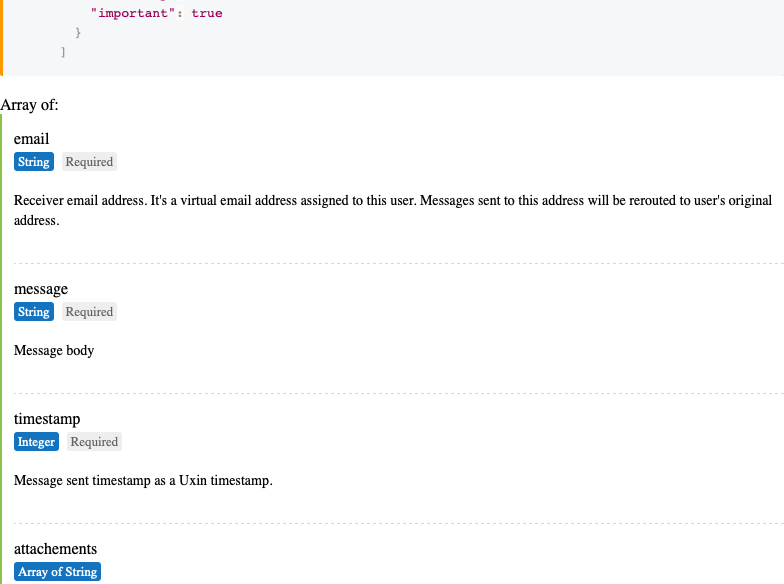 "important": true
}
]
Array of:
email
String Required
Receiver email address. It's a virtual email address assigned to this user. Messages sent to this address will be rerouted to user's original
address.
message
String Required
Message body
timestamp
Integer Required
Message sent timestamp as a Uxin timestamp.
attachements
Array of String